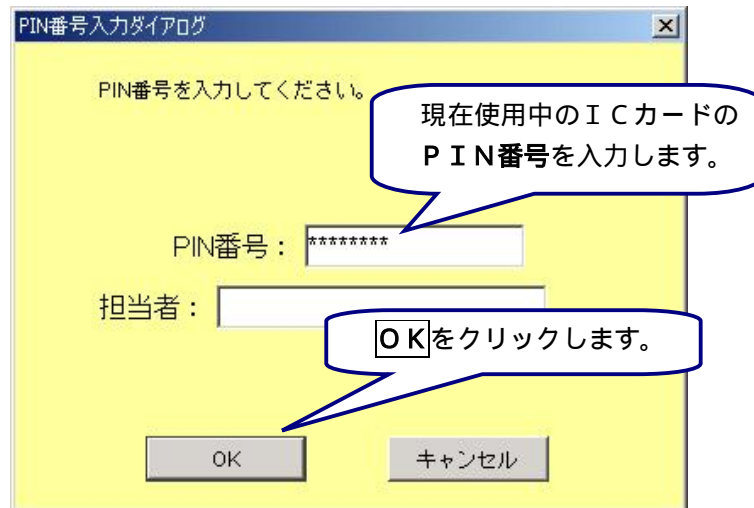 PIN番号入力ダイアログ
PIN番号を入力してください。
現在使用中のＩＣカードの
ＰＩＮ番号を入力します。
PIN番号： ********
担当者：
ＯＫをクリックします。
OK キャンセル